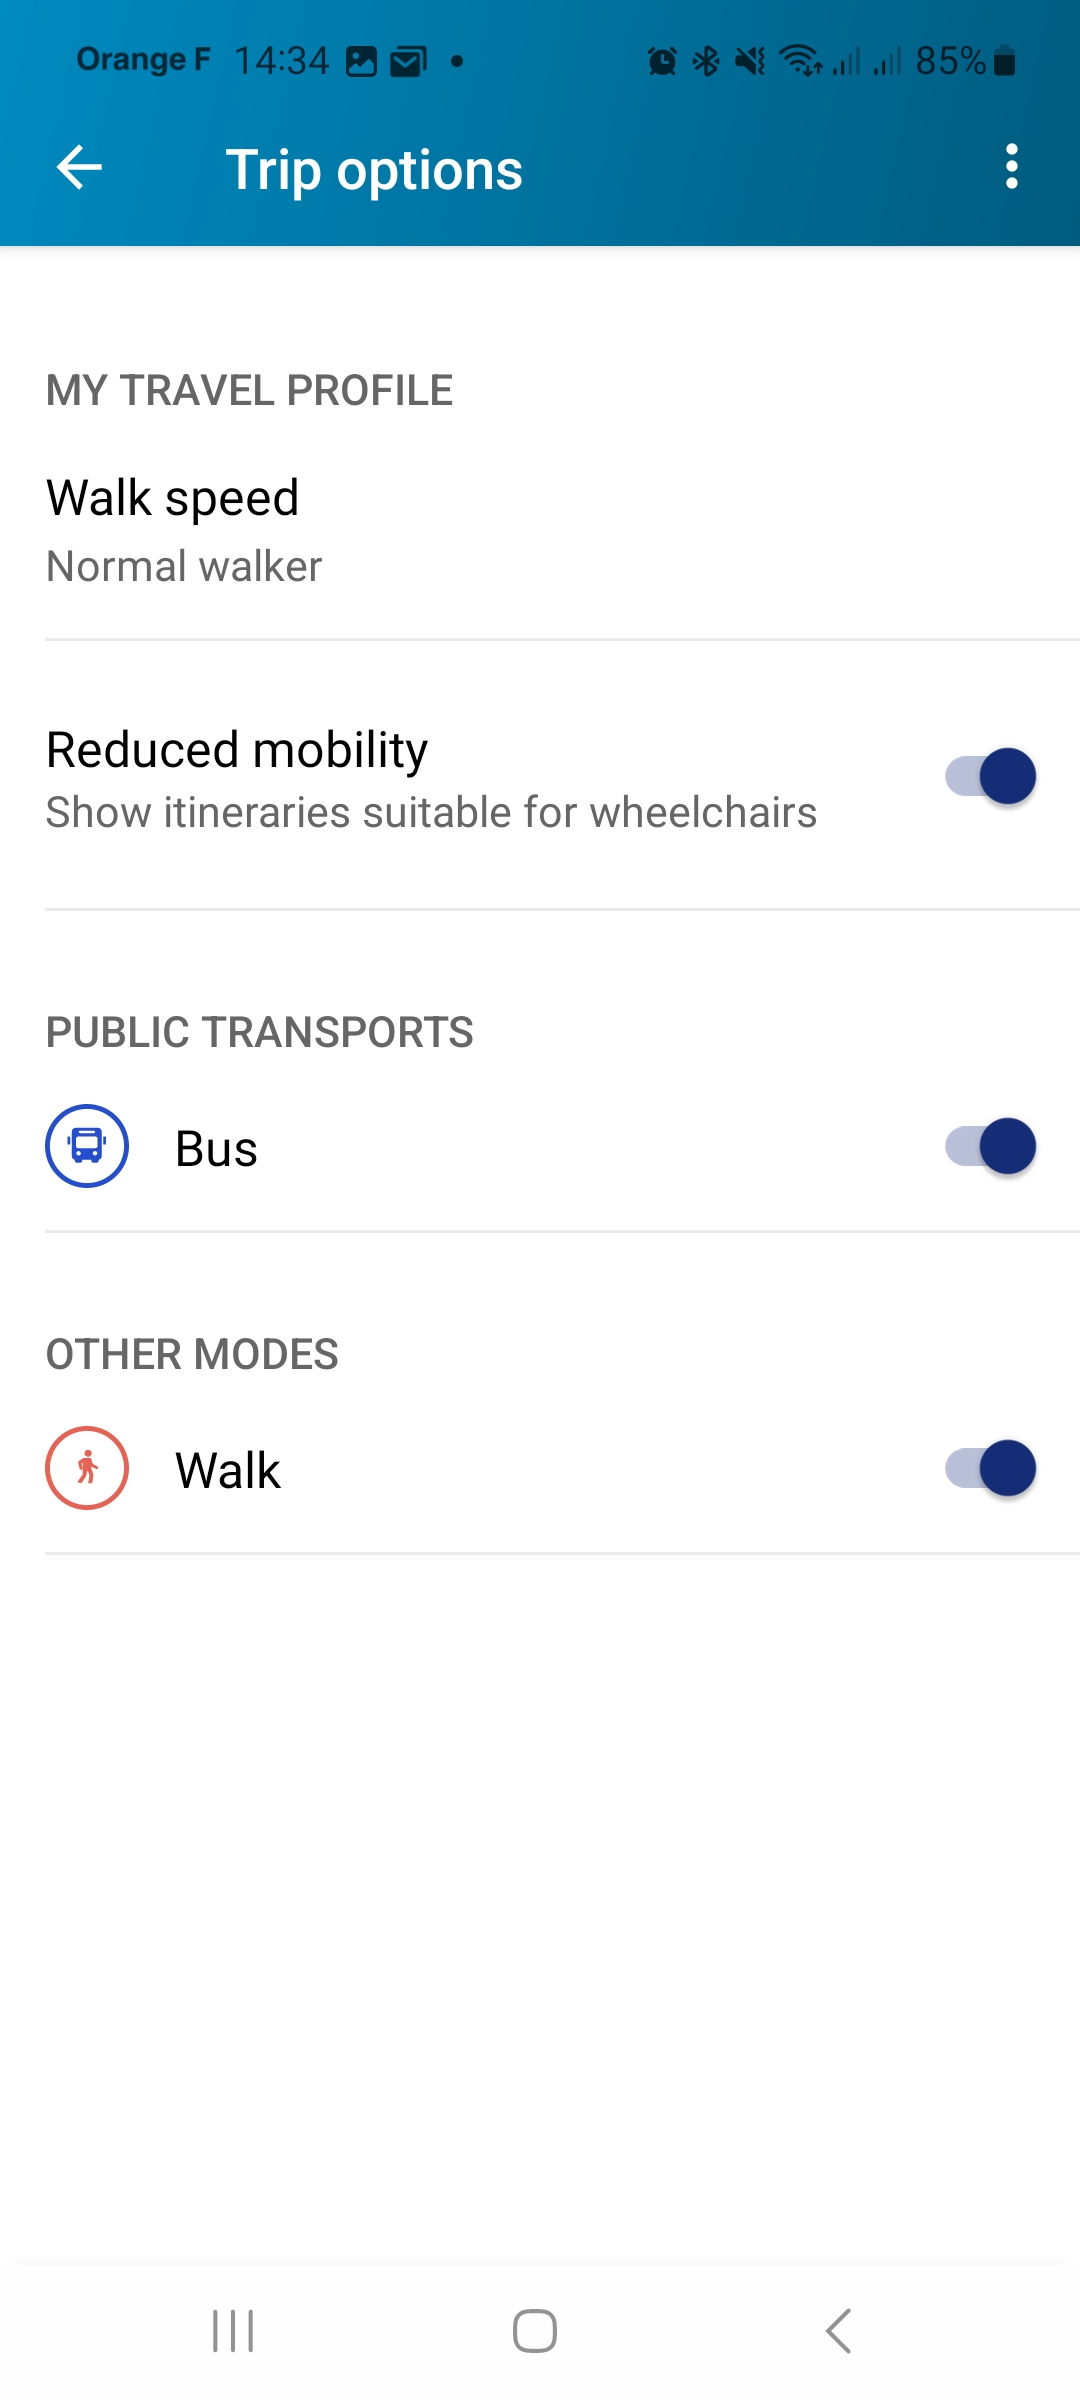 Orange F 14:34 85%
Trip options
MY TRAVEL PROFILE
Walk speed
Normal walker
Reduced mobility
Show itineraries suitable for wheelchairs
PUBLIC TRANSPORTS
Bus
OTHER MODES
Walk